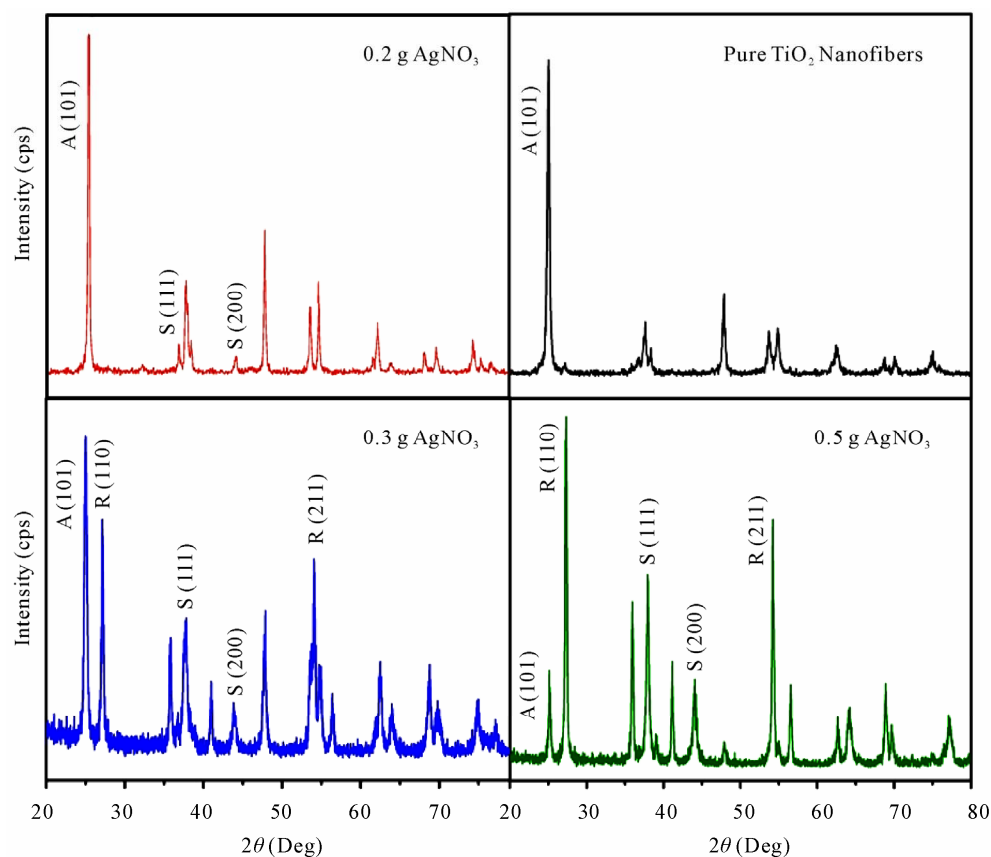 0.2 g AgNO₃
Pure TiO₂ Nanofibers
A (101)
S (111)
S (200)
A (101)
Intensity (cps)
0.3 g AgNO₃
0.5 g AgNO₃
A (101)
R (110)
S (111)
S (200)
R (211)
A (101)
R (110)
S (111)
S (200)
R (211)
Intensity (cps)
20 30 40 50 60 70 20 30 40 50 60 70 80
2θ (Deg) 2θ (Deg)